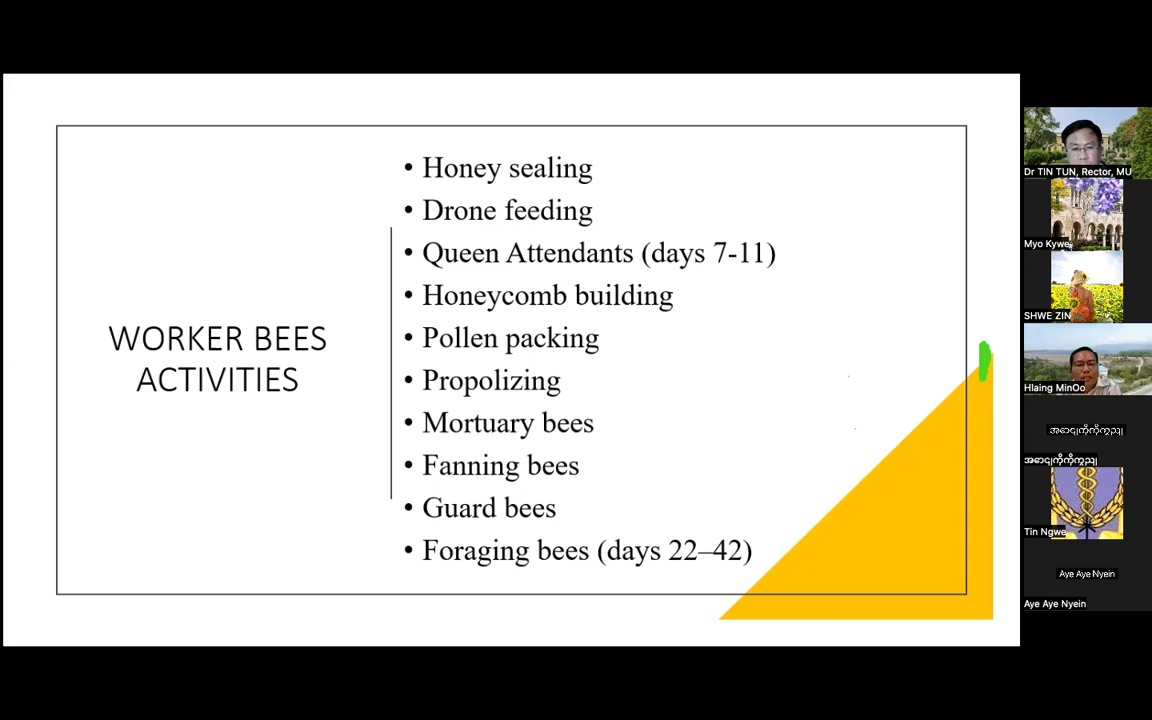 WORKER BEES
ACTIVITIES
• Honey sealing
• Drone feeding
• Queen Attendants (days 7-11)
• Honeycomb building
• Pollen packing
• Propolizing
• Mortuary bees
• Fanning bees
• Guard bees
• Foraging bees (days 22–42)
Dr TIN TUN, Rector, MU
Myo Kywe
SHWE ZIN
Hlaing MinOo
Tin Ngwe
Aye Aye Nyein
Aye Aye Nyein